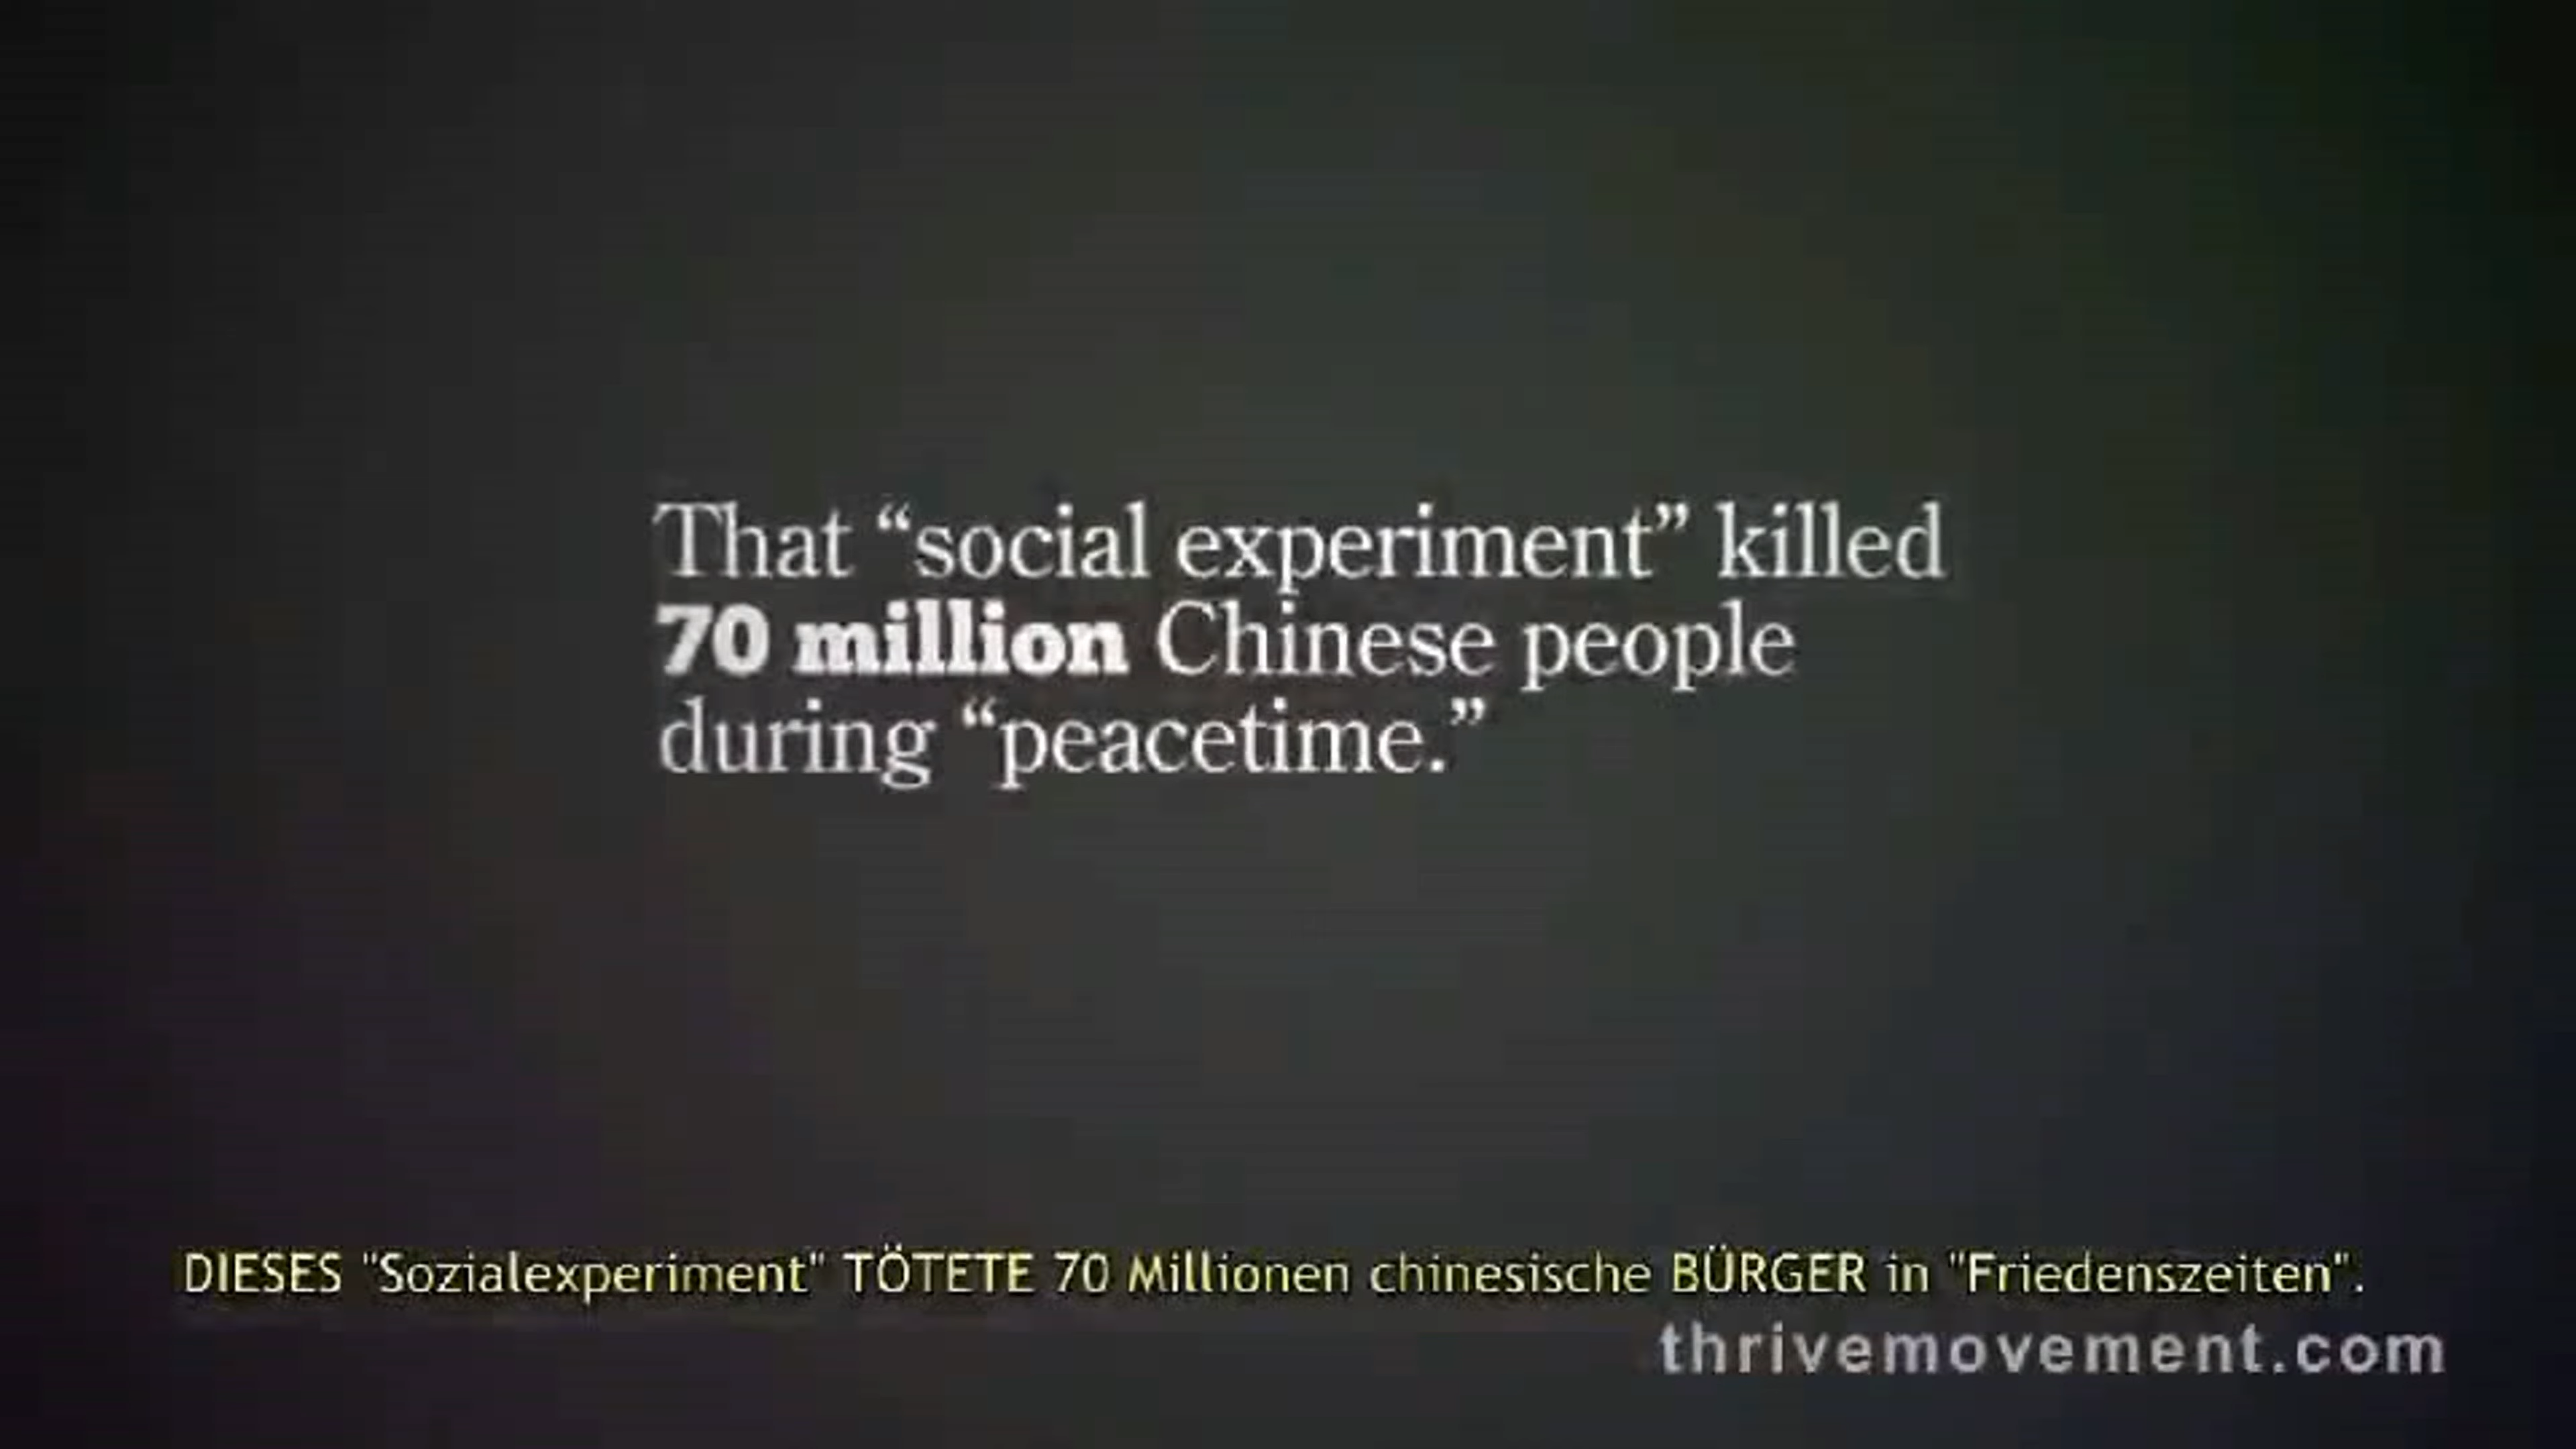 That “social experiment” killed
70 million Chinese people
during “peacetime.”
DIESES "Sozialexperiment" TÖTETE 70 Millionen chinesische BÜRGER in "Friedenszeiten".
thrivemovement.com